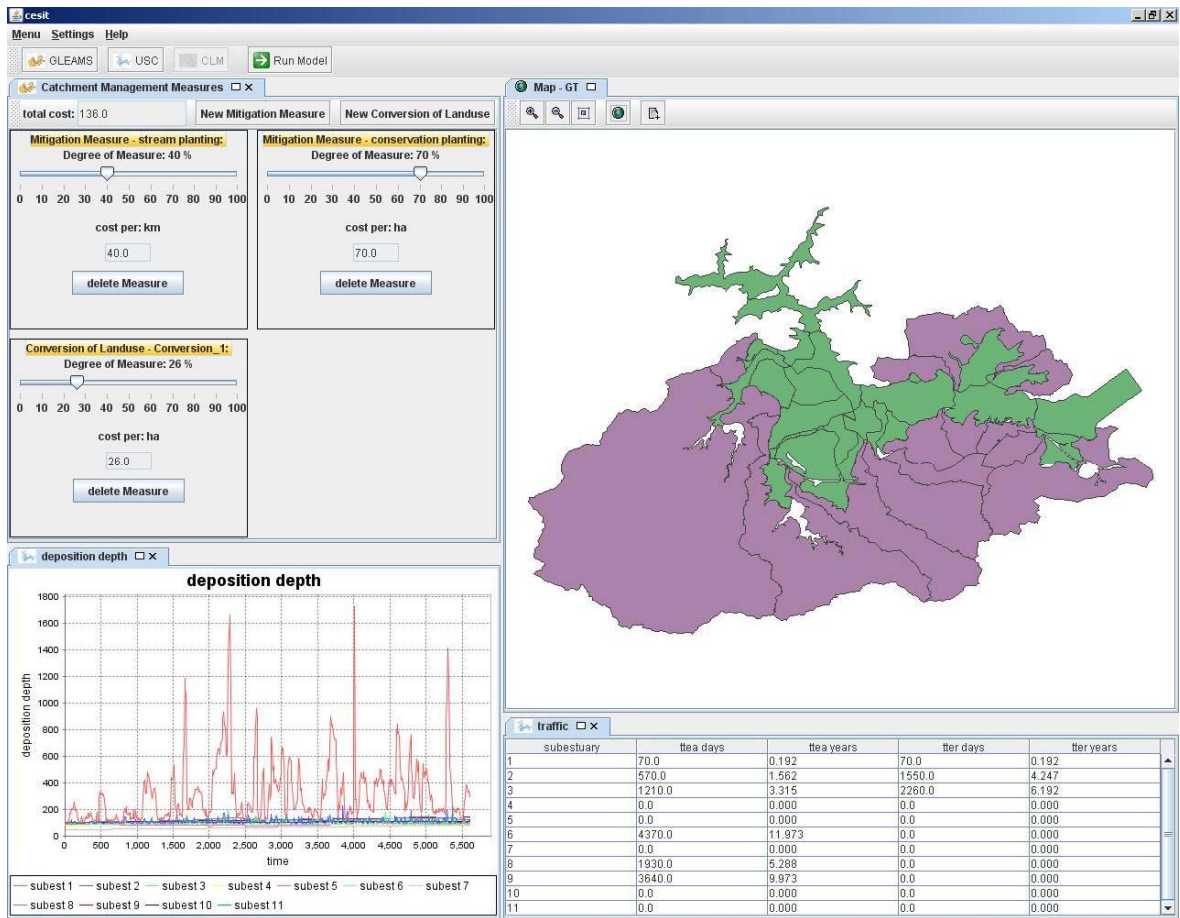 cesit
Menu Settings Help
GLEAMS USC CLM Run Model
Catchment Management Measures
total cost: 136.0 New Mitigation Measure New Conversion of Landuse
Mitigation Measure - stream planting:
Degree of Measure: 40 %
0 10 20 30 40 50 60 70 80 90 100
cost per: km
40.0
delete Measure
Mitigation Measure - conservation planting:
Degree of Measure: 70 %
0 10 20 30 40 50 60 70 80 90 100
cost per: ha
70.0
delete Measure
Conversion of Landuse - Conversion_1:
Degree of Measure: 26 %
0 10 20 30 40 50 60 70 80 90 100
cost per: ha
26.0
delete Measure
deposition depth
deposition depth
deposition depth
1800
1600
1400
1200
1000
800
600
400
200
0
0 500 1,000 1,500 2,000 2,500 3,000 3,500 4,000 4,500 5,000 5,500
time
subest 1 subest 2 subest 3 subest 4 subest 5 subest 6 subest 7
subest 8 subest 9 subest 10 subest 11
Map - GT
traffic
subestuary ttea days ttea years tter days tter years
1 70.0 0.192 70.0 0.192
2 570.0 1.562 1550.0 4.247
3 1210.0 3.315 2260.0 6.192
4 0.0 0.000 0.0 0.000
5 0.0 0.000 0.0 0.000
6 4370.0 11.973 0.0 0.000
7 0.0 0.000 0.0 0.000
8 1930.0 5.288 0.0 0.000
9 3640.0 9.973 0.0 0.000
10 0.0 0.000 0.0 0.000
11 0.0 0.000 0.0 0.000